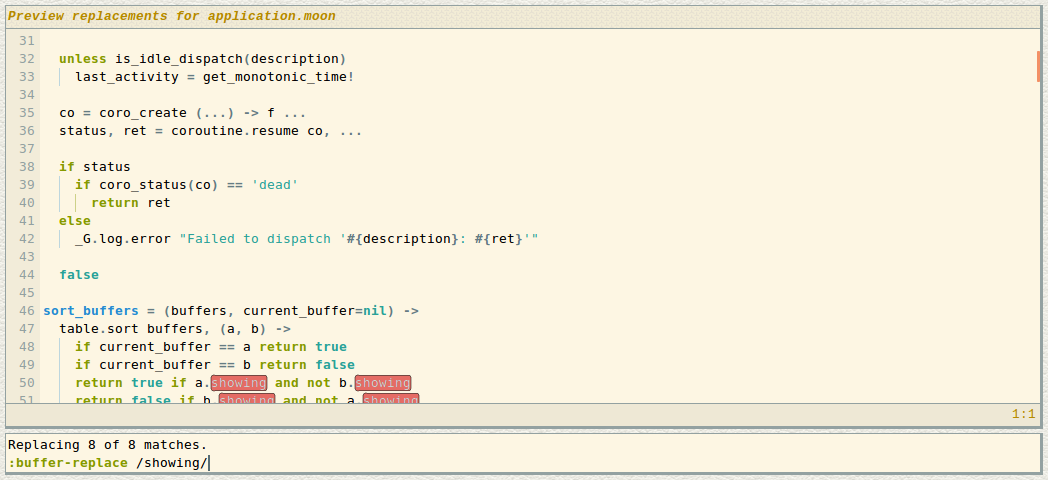 Preview replacements for application.moon
31
32 unless is_idle_dispatch(description)
33 last_activity = get_monotonic_time!
34
35 co = coro_create (...) -> f ...
36 status, ret = coroutine.resume co, ...
37
38 if status
39 if coro_status(co) == 'dead'
40 return ret
41 else
42 _G.log.error "Failed to dispatch '#{description}: #{ret}'"
43
44 false
45
46 sort_buffers = (buffers, current_buffer=nil) ->
47 table.sort buffers, (a, b) ->
48 if current_buffer == a return true
49 if current_buffer == b return false
50 return true if a.showing and not b.showing
51 return false if b.showing and not a.showing
1:1
Replacing 8 of 8 matches.
:buffer-replace /showing/